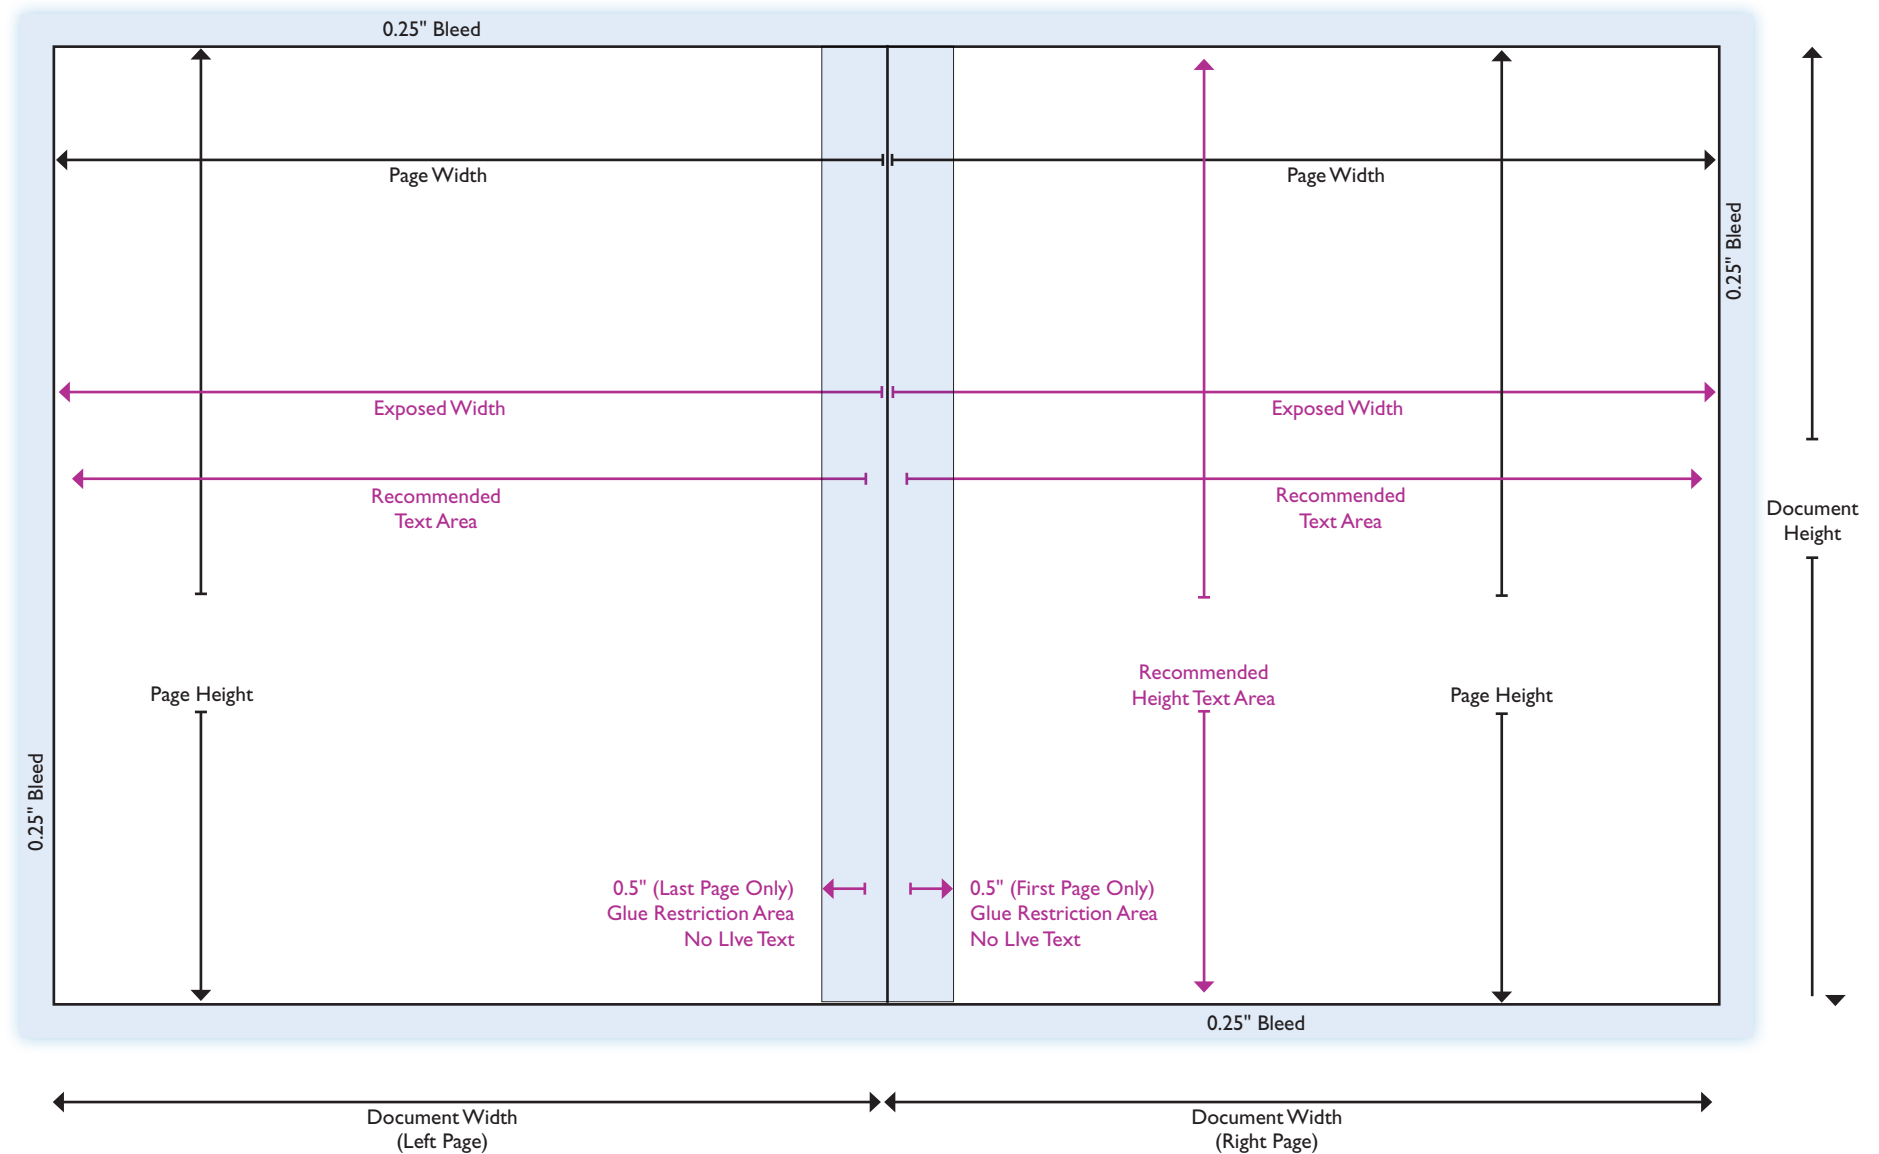 0.25" Bleed
Page Width
Page Width
0.25" Bleed
Exposed Width
Exposed Width
Recommended
Text Area
Recommended
Text Area
Document
Height
Recommended
Height Text Area
Page Height
Page Height
0.25" Bleed
0.5" (Last Page Only)
Glue Restriction Area
No LIve Text
0.5" (First Page Only)
Glue Restriction Area
No LIve Text
0.25" Bleed
Document Width
(Left Page)
Document Width
(Right Page)